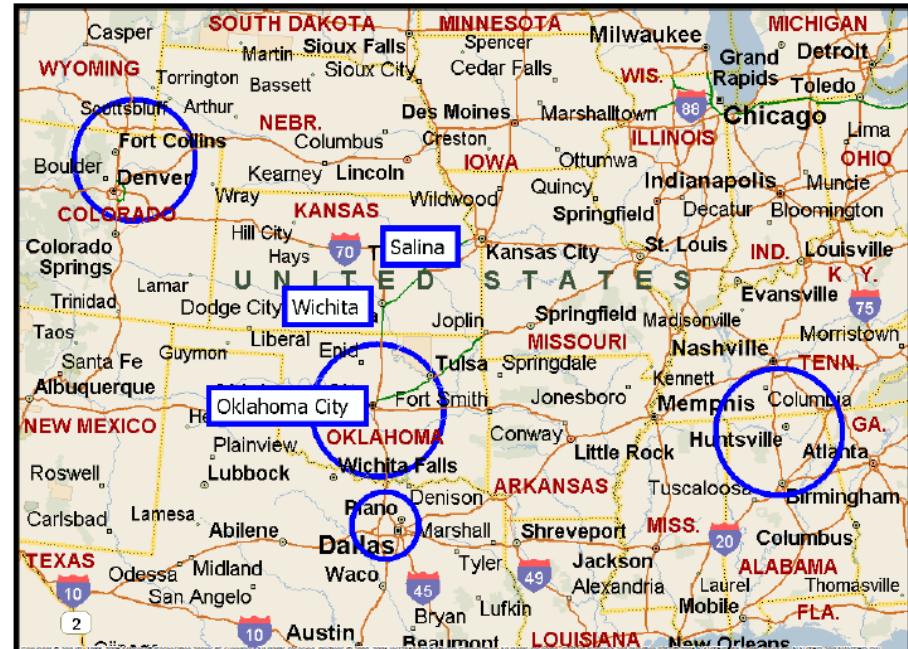 SOUTH DAKOTA
MINNESOTA
MICHIGAN
Casper
Martin
Sioux Falls
Spencer
Milwaukee
Grand
Rapids
Detroit
WYOMING
Torrington
Bassett
Sioux City
Cedar Falls
WIS.
Toledo
Scottsbluff
Arthur
NEBR.
Des Moines
Marshalltown
88
Chicago
Fort Collins
Columbus
Creston
ILLINOIS
Lima
Boulder
Denver
Kearney
Lincoln
IOWA
Ottumwa
OHIO
Wray
Wildwood
Quincy
Indianapolis
Muncie
COLORADO
KANSAS
Springfield
Decatur
Bloomington
Colorado
Springs
Hill City
Hays
70
T
Salina
Kansas City
St. Louis
IND.
Louisville
UNITED STATES
K Y.
Lamar
Evansville
Trinidad
Dodge City
Wichita
a
Joplin
Springfield
Madisonville
75
Taos
Liberal
Enid
MISSOURI
Morristown
Santa Fe
Guymon
Tulsa
Springdale
Nashville
TENN.
Albuquerque
Kennett
Oklahoma City
Fort Smith
Jonesboro
Memphis
Columbia
NEW MEXICO
He
OKLAHOMA
Conway
Huntsville
GA.
Plainview
Little Rock
Atlanta
Roswell
Lubbock
Wichita Falls
ARKANSAS
Tuscaloosa
Birmingham
Carlsbad
Lamesa
Abilene
Plano
Denison
Marshall
Shreveport
MISS.
20
Columbus
TEXAS
Dallas
Odessa
Midland
Waco
Tyler
Jackson
ALABAMA
10
San Angelo
45
49
Alexandria
Laurel
Thomasville
2
Bryan
Lufkin
Mobile
FLA.
10
Austin
Beaumont
LOUISIANA
New Orleans